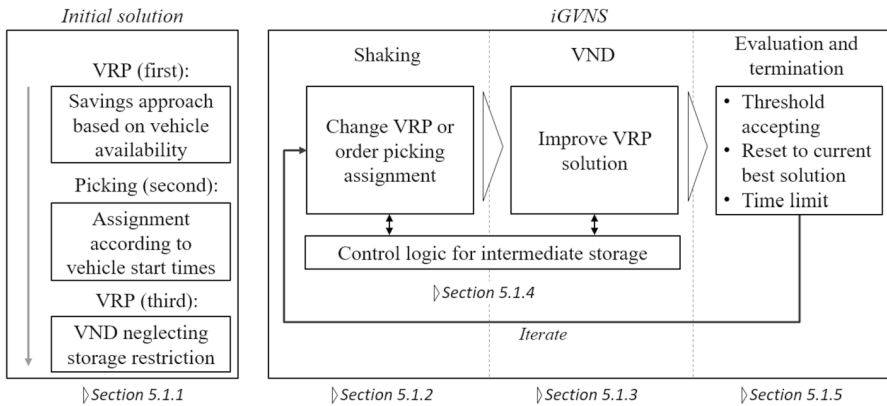 Initial solution
VRP (first):
Savings approach
based on vehicle
availability
Picking (second):
Assignment
according to
vehicle start times
VRP (third):
VND neglecting
storage restriction
Section 5.1.1
iGVNS
Shaking
Change VRP or
order picking
assignment
VND
Improve VRP
solution
Evaluation and
termination
• Threshold
accepting
• Reset to current
best solution
• Time limit
Control logic for intermediate storage
Section 5.1.4
Iterate
Section 5.1.2
Section 5.1.3
Section 5.1.5